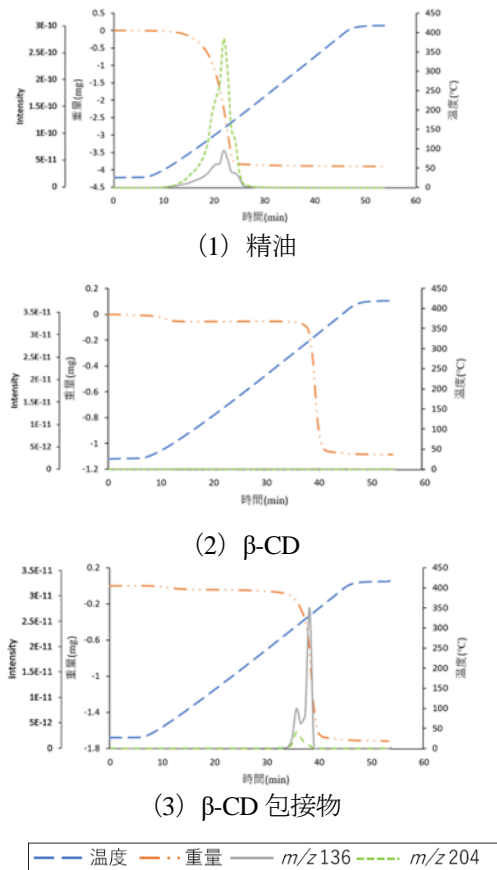 3E-10
2.5E-10
2E-10
1.5E-10
1E-10
5E-11
0
Intensity
0.5
0
-0.5
-1
-1.5
-2
-2.5
-3
-3.5
-4
-4.5
重量(mg)
450
400
350
300
250
200
150
100
50
0
温度(℃)
0 10 20 30 40 50 60
時間(min)
(1) 精油
3.5E-11
3E-11
2.5E-11
2E-11
1.5E-11
1E-11
5E-12
0
Intensity
0.2
0
-0.2
-0.4
-0.6
-0.8
-1
-1.2
重量(mg)
450
400
350
300
250
200
150
100
50
0
温度(℃)
0 10 20 30 40 50 60
時間(min)
(2) β-CD
3.5E-11
3E-11
2.5E-11
2E-11
1.5E-11
1E-11
5E-12
0
Intensity
0.2
-0.2
-0.6
-1
-1.4
-1.8
重量(mg)
450
400
350
300
250
200
150
100
50
0
温度(℃)
0 10 20 30 40 50 60
時間(min)
(3) β-CD 包接物
温度 重量 m/z 136 m/z 204